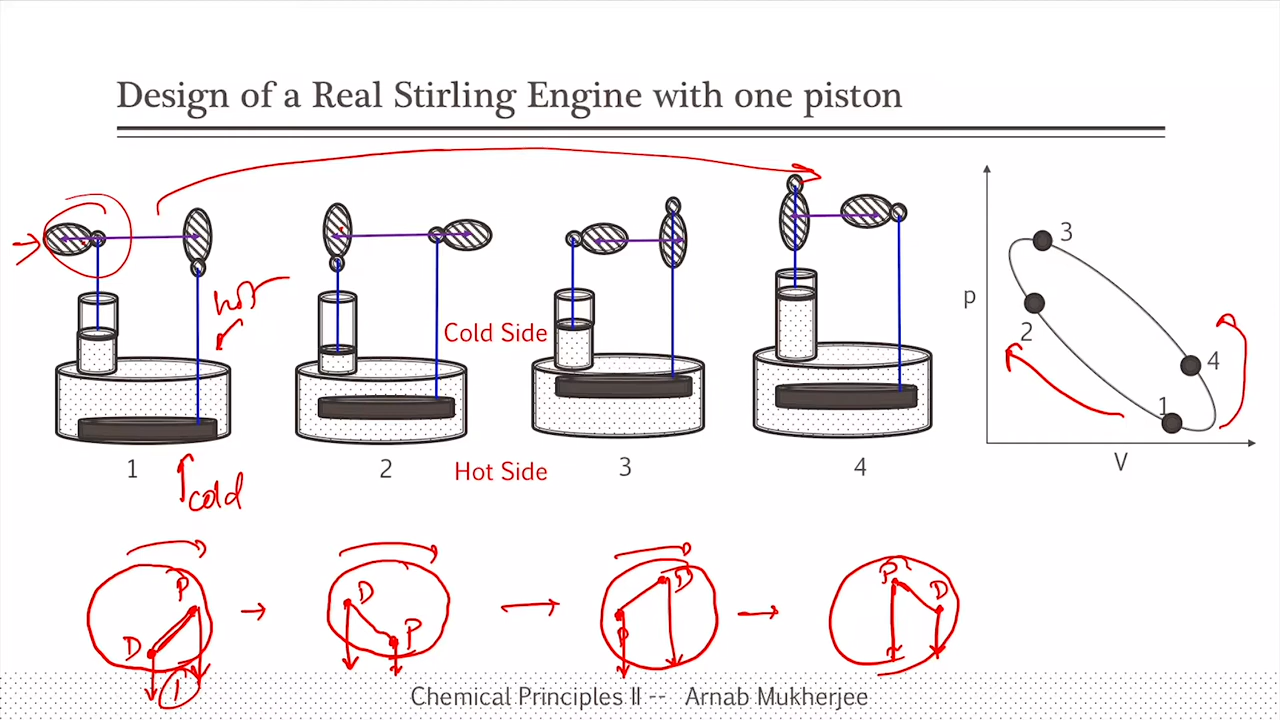 Design of a Real Stirling Engine with one piston
hot
Cold Side
p
3
2
4
1
V
1
2
Hot Side
3
4
cold
D P
D P
P D
P D
1
Chemical Principles II -- Arnab Mukherjee